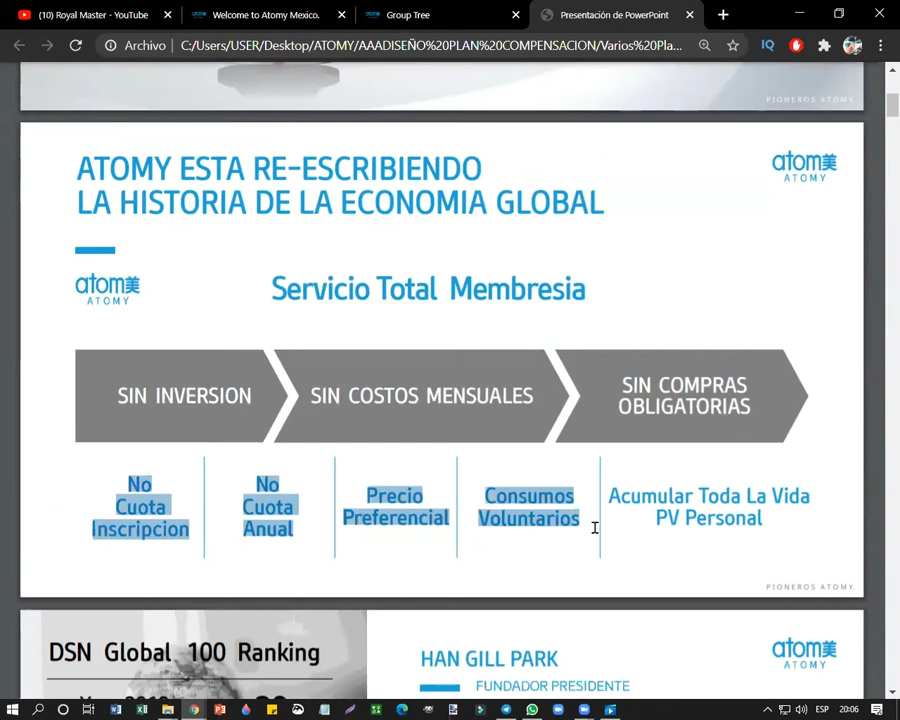 (10) Royal Master - YouTube
Welcome to Atomy Mexico.
Group Tree
Presentación de PowerPoint
Archivo
C:/Users/USER/Desktop/ATOMY/AAADISEÑO%20PLAN%20COMPENSACION/Varios%20Pla...
IQ
PIONEROS ATOMY.
ATOMY ESTA RE-ESCRIBIENDO
LA HISTORIA DE LA ECONOMIA GLOBAL
atom美
ATOMY
atom美
ATOMY
Servicio Total Membresia
SIN INVERSION
SIN COSTOS MENSUALES
SIN COMPRAS
OBLIGATORIAS
No
Cuota
Inscripcion
No
Cuota
Anual
Precio
Preferencial
Consumos
Voluntarios
Acumular Toda La Vida
PV Personal
PIONEROS ATOMY.
DSN Global 100 Ranking
HAN GILL PARK
FUNDADOR PRESIDENTE
atom美
ATOMY
ESP
20:06